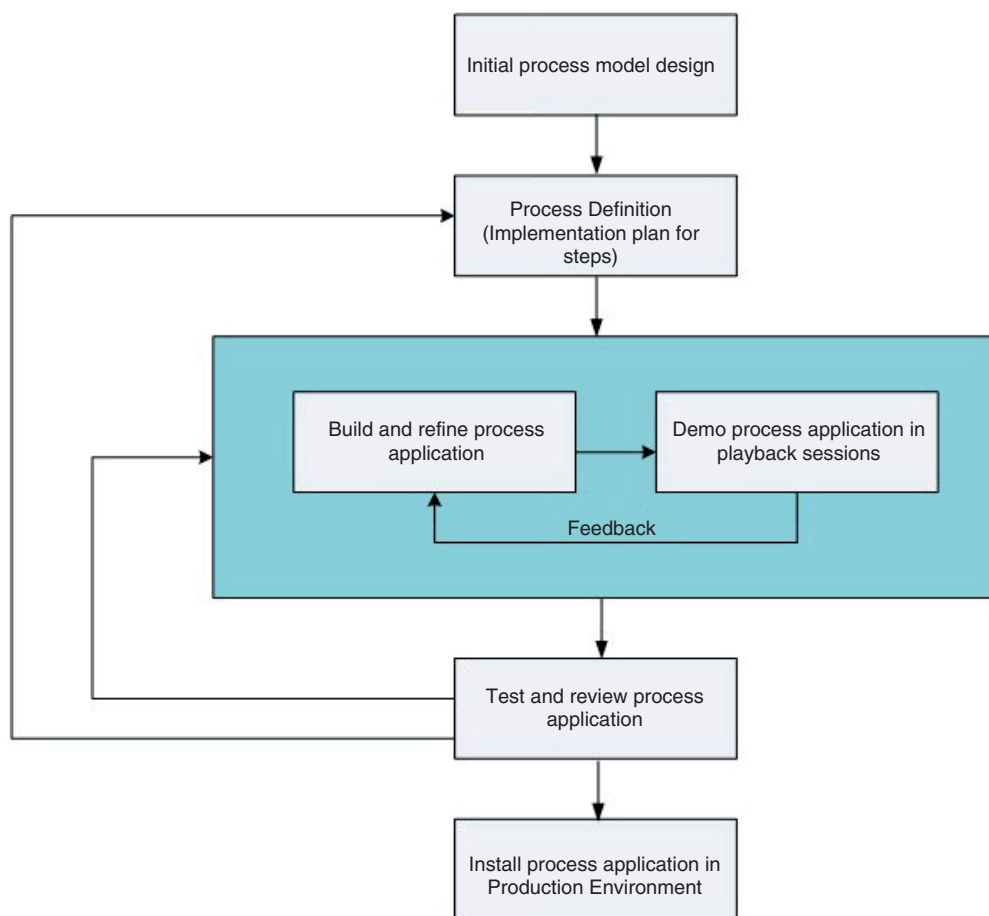 Initial process model design
Process Definition
(Implementation plan for
steps)
Build and refine process
application
Demo process application in
playback sessions
Feedback
Test and review process
application
Install process application in
Production Environment